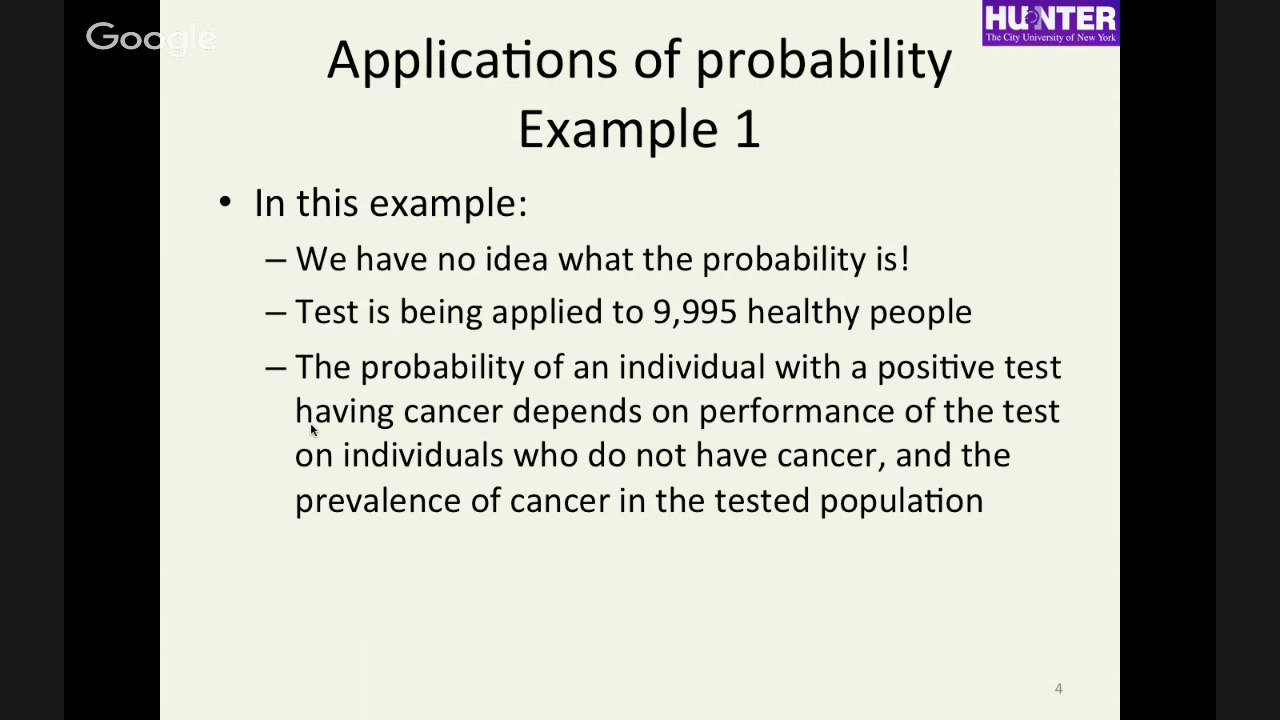 Google
HUNTER
The City University of New York
Applications of probability
Example 1
• In this example:
– We have no idea what the probability is!
– Test is being applied to 9,995 healthy people
– The probability of an individual with a positive test
having cancer depends on performance of the test
on individuals who do not have cancer, and the
prevalence of cancer in the tested population
4